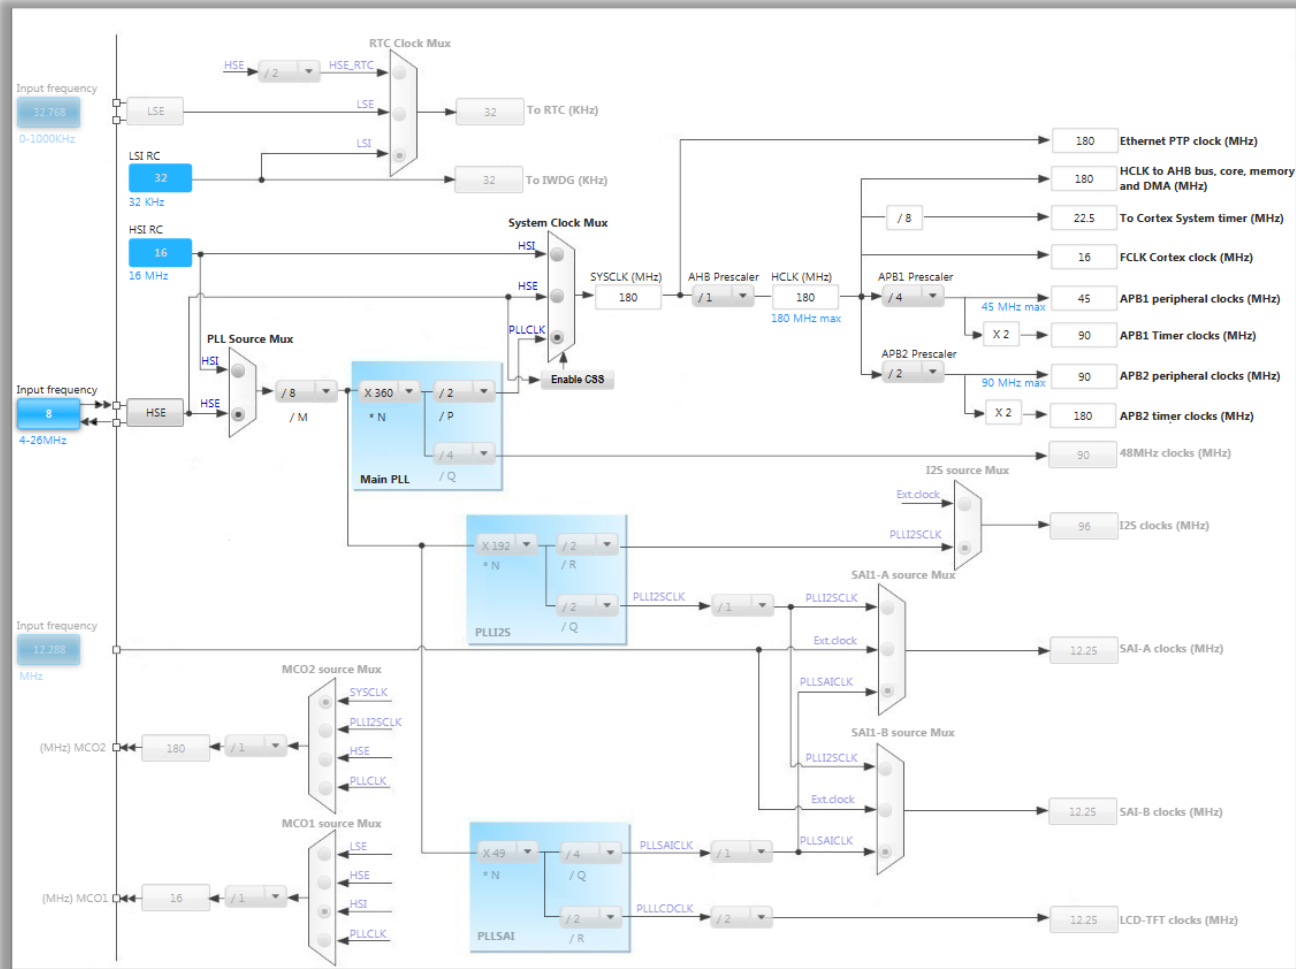 RTC Clock Mux
HSE
/ 2
HSE_RTC
Input frequency
32.768
0-1000KHz
LSE
LSE
32
To RTC (KHz)
LSI
LSI RC
32
32 KHz
32
To IWDG (KHz)
180
Ethernet PTP clock (MHz)
180
HCLK to AHB bus, core, memory
and DMA (MHz)
/ 8
22.5
To Cortex System timer (MHz)
HSI RC
16
16 MHz
System Clock Mux
HSI
16
FCLK Cortex clock (MHz)
HSE
SYSCLK (MHz)
180
AHB Prescaler
/ 1
HCLK (MHz)
180
180 MHz max
APB1 Prescaler
/ 4
45 MHz max
45
APB1 peripheral clocks (MHz)
PLLCLK
X 2
90
APB1 Timer clocks (MHz)
PLL Source Mux
HSI
APB2 Prescaler
/ 2
90 MHz max
90
APB2 peripheral clocks (MHz)
Enable CSS
Input frequency
8
4-26MHz
HSE
HSE
/ 8
/ M
X 360
* N
/ 2
/ P
X 2
180
APB2 timer clocks (MHz)
/ 4
/ Q
Main PLL
90
48MHz clocks (MHz)
I2S source Mux
Ext.clock
PLLI2SCLK
96
I2S clocks (MHz)
X 192
* N
/ 2
/ R
/ 2
/ Q
PLLI2S
PLLI2SCLK
/ 1
SAI1-A source Mux
PLLI2SCLK
Ext.clock
PLLSAICLK
12.25
SAI-A clocks (MHz)
Input frequency
12.288
MHz
MCO2 source Mux
SYSCLK
PLLI2SCLK
HSE
PLLCLK
(MHz) MCO2
180
/ 1
SAI1-B source Mux
PLLI2SCLK
Ext.clock
PLLSAICLK
12.25
SAI-B clocks (MHz)
MCO1 source Mux
LSE
HSE
HSI
PLLCLK
(MHz) MCO1
16
/ 1
X 49
* N
/ 4
/ Q
/ 2
/ R
PLLSAI
PLLSAICLK
/ 1
PLLLCDCLK
/ 2
12.25
LCD-TFT clocks (MHz)